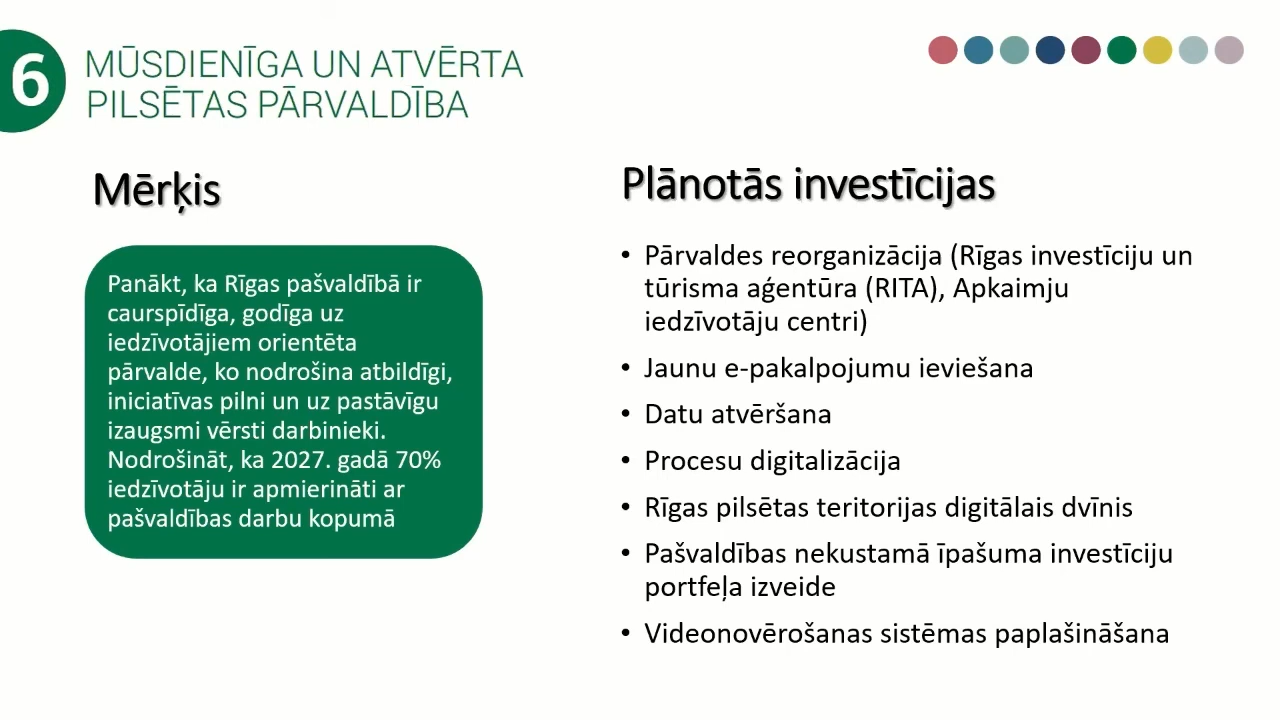 6
MŪSDIENĪGA UN ATVĒRTA
PILSĒTAS PĀRVALDĪBA
Mērķis
Panākt, ka Rīgas pašvaldībā ir
caurspīdīga, godīga uz
iedzīvotājiem orientēta
pārvalde, ko nodrošina atbildīgi,
iniciatīvas pilni un uz pastāvīgu
izaugsmi vērsti darbinieki.
Nodrošināt, ka 2027. gadā 70%
iedzīvotāju ir apmierināti ar
pašvaldības darbu kopumā
Plānotās investīcijas
• Pārvaldes reorganizācija (Rīgas investīciju un
tūrisma aģentūra (RITA), Apkaimju
iedzīvotāju centri)
• Jaunu e-pakalpojumu ieviešana
• Datu atvēršana
• Procesu digitalizācija
• Rīgas pilsētas teritorijas digitālais dvīnis
• Pašvaldības nekustamā īpašuma investīciju
portfeļa izveide
• Videonovērošanas sistēmas paplašināšana